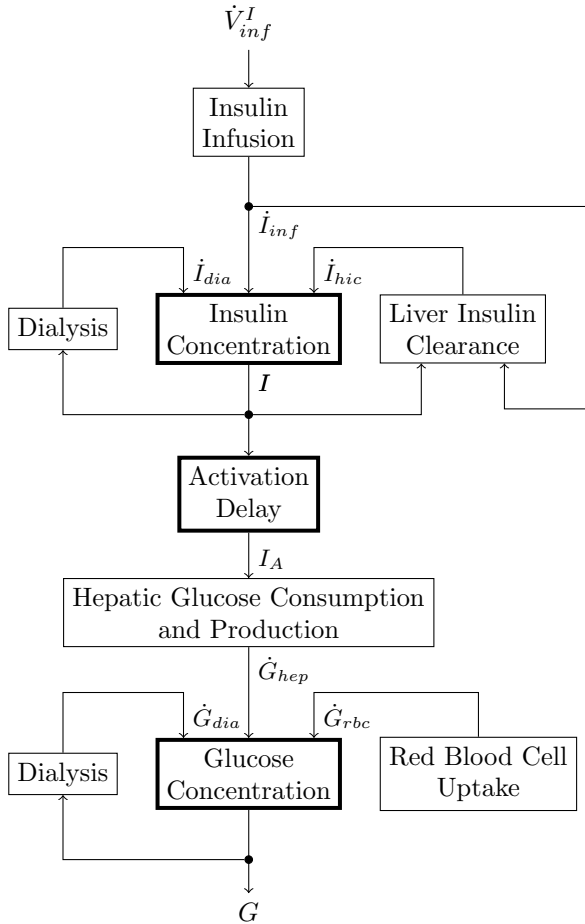 V̇ᴵ_inf
Insulin
Infusion
İ_inf
İ_dia
İ_hic
Dialysis
Insulin
Concentration
Liver Insulin
Clearance
I
Activation
Delay
I_A
Hepatic Glucose Consumption
and Production
Ġ_hep
Ġ_dia
Ġ_rbc
Dialysis
Glucose
Concentration
Red Blood Cell
Uptake
G